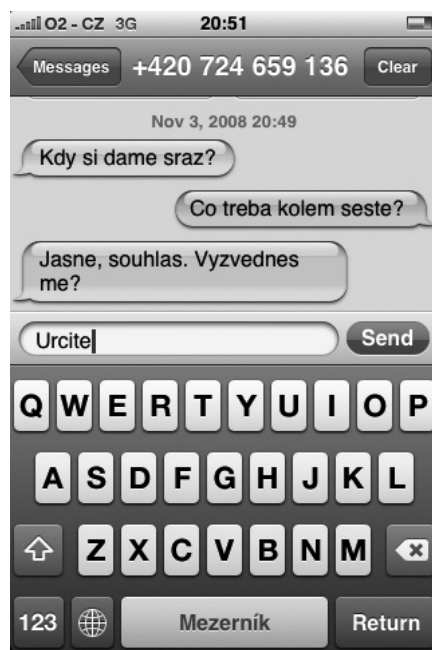 O2 - CZ 3G 20:51
Messages +420 724 659 136 Clear
Nov 3, 2008 20:49
Kdy si dame sraz?
Co treba kolem seste?
Jasne, souhlas. Vyzvednes
me?
Urcite Send
Q W E R T Y U I O P
A S D F G H J K L
Z X C V B N M
123 Mezerník Return